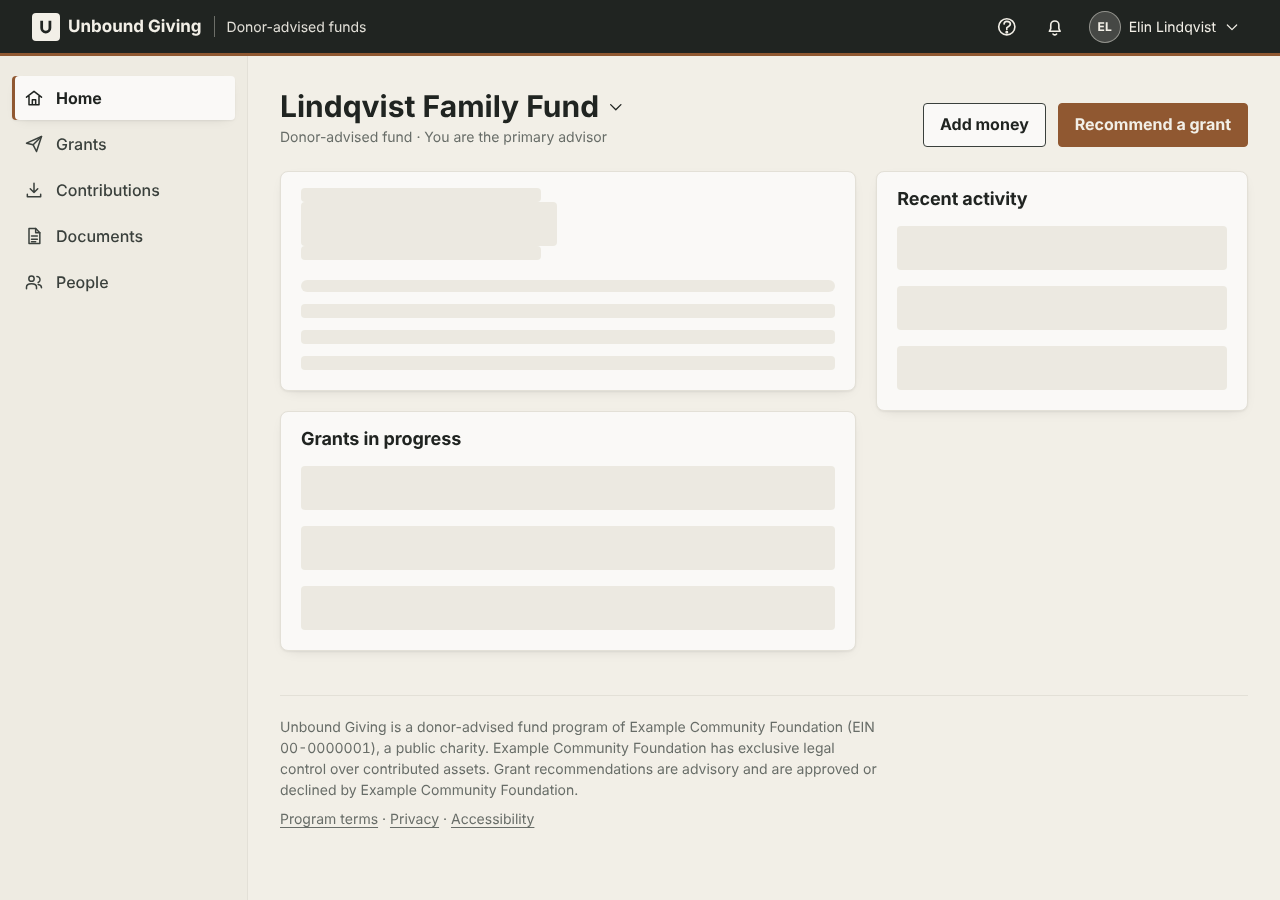 U Unbound Giving Donor-advised funds EL Elin Lindqvist
Home
Grants
Contributions
Documents
People
Lindqvist Family Fund
Donor-advised fund · You are the primary advisor
Add money Recommend a grant
Recent activity
Grants in progress
Unbound Giving is a donor-advised fund program of Example Community Foundation (EIN
00-0000001), a public charity. Example Community Foundation has exclusive legal
control over contributed assets. Grant recommendations are advisory and are approved or
declined by Example Community Foundation.
Program terms · Privacy · Accessibility